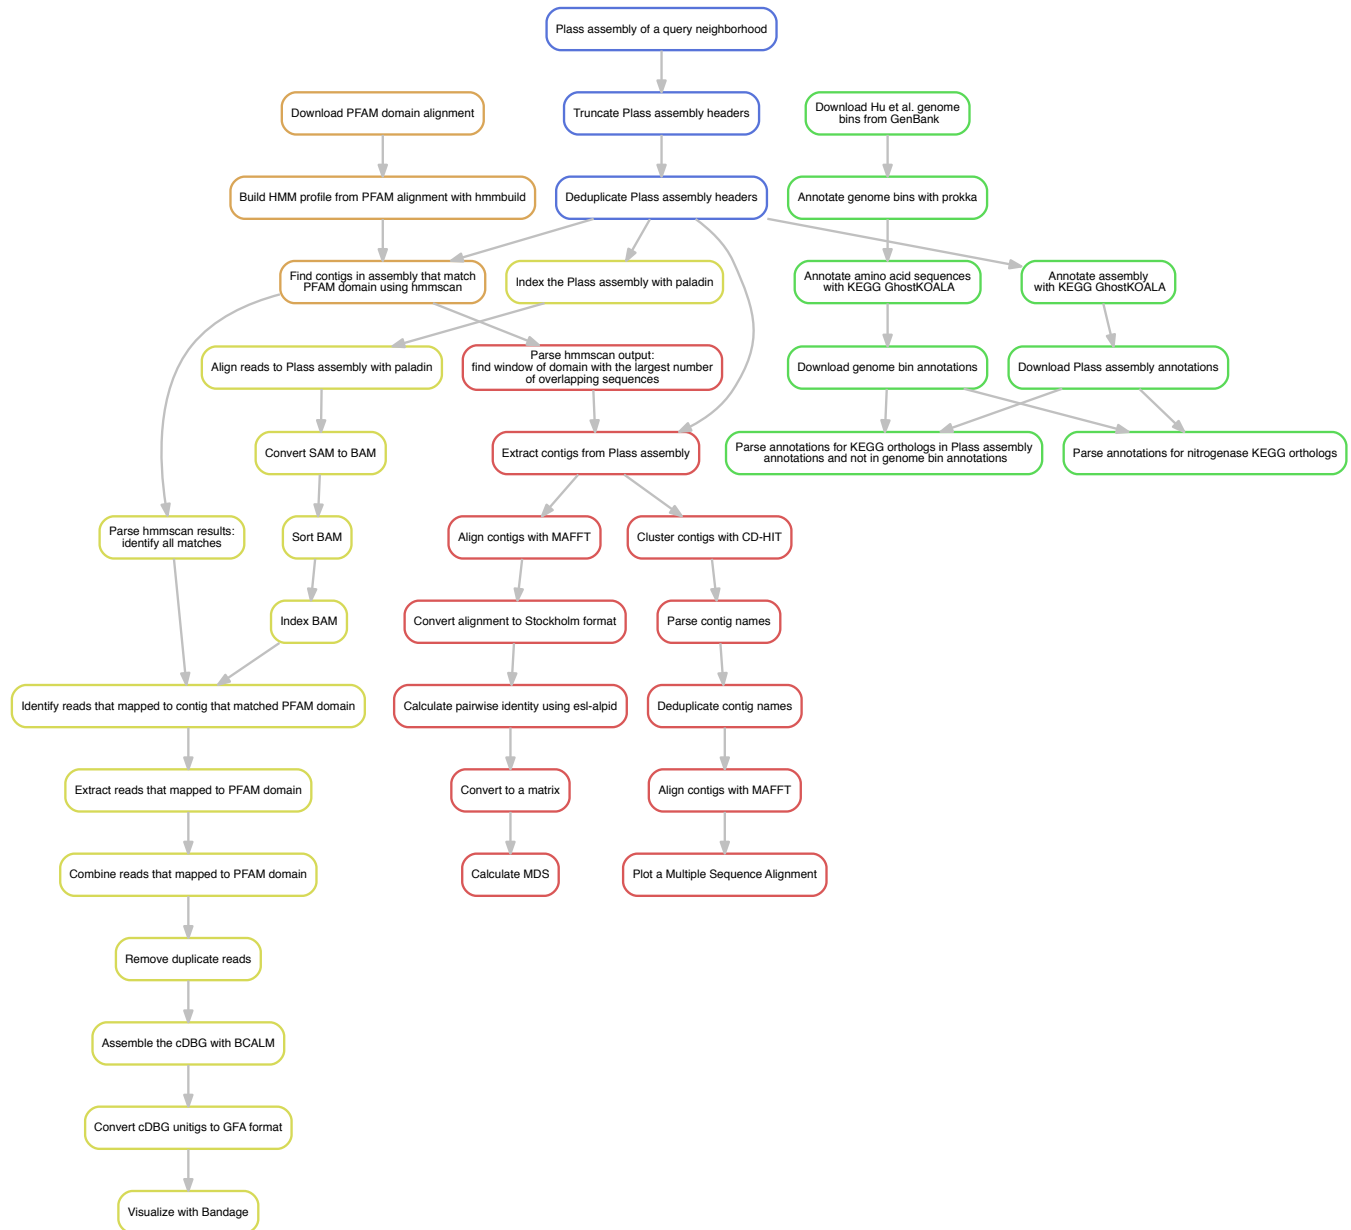 Plass assembly of a query neighborhood
Download PFAM domain alignment
Truncate Plass assembly headers
Download Hu et al. genome
bins from GenBank
Build HMM profile from PFAM alignment with hmmbuild
Deduplicate Plass assembly headers
Annotate genome bins with prokka
Find contigs in assembly that match
PFAM domain using hmmscan
Index the Plass assembly with paladin
Annotate amino acid sequences
with KEGG GhostKOALA
Annotate assembly
with KEGG GhostKOALA
Align reads to Plass assembly with paladin
Parse hmmscan output:
find window of domain with the largest number
of overlapping sequences
Download genome bin annotations
Download Plass assembly annotations
Convert SAM to BAM
Extract contigs from Plass assembly
Parse annotations for KEGG orthologs in Plass assembly
annotations and not in genome bin annotations
Parse annotations for nitrogenase KEGG orthologs
Parse hmmscan results:
identify all matches
Sort BAM
Align contigs with MAFFT
Cluster contigs with CD-HIT
Index BAM
Convert alignment to Stockholm format
Parse contig names
Identify reads that mapped to contig that matched PFAM domain
Calculate pairwise identity using esl-alpid
Deduplicate contig names
Extract reads that mapped to PFAM domain
Convert to a matrix
Align contigs with MAFFT
Combine reads that mapped to PFAM domain
Calculate MDS
Plot a Multiple Sequence Alignment
Remove duplicate reads
Assemble the cDBG with BCALM
Convert cDBG unitigs to GFA format
Visualize with Bandage